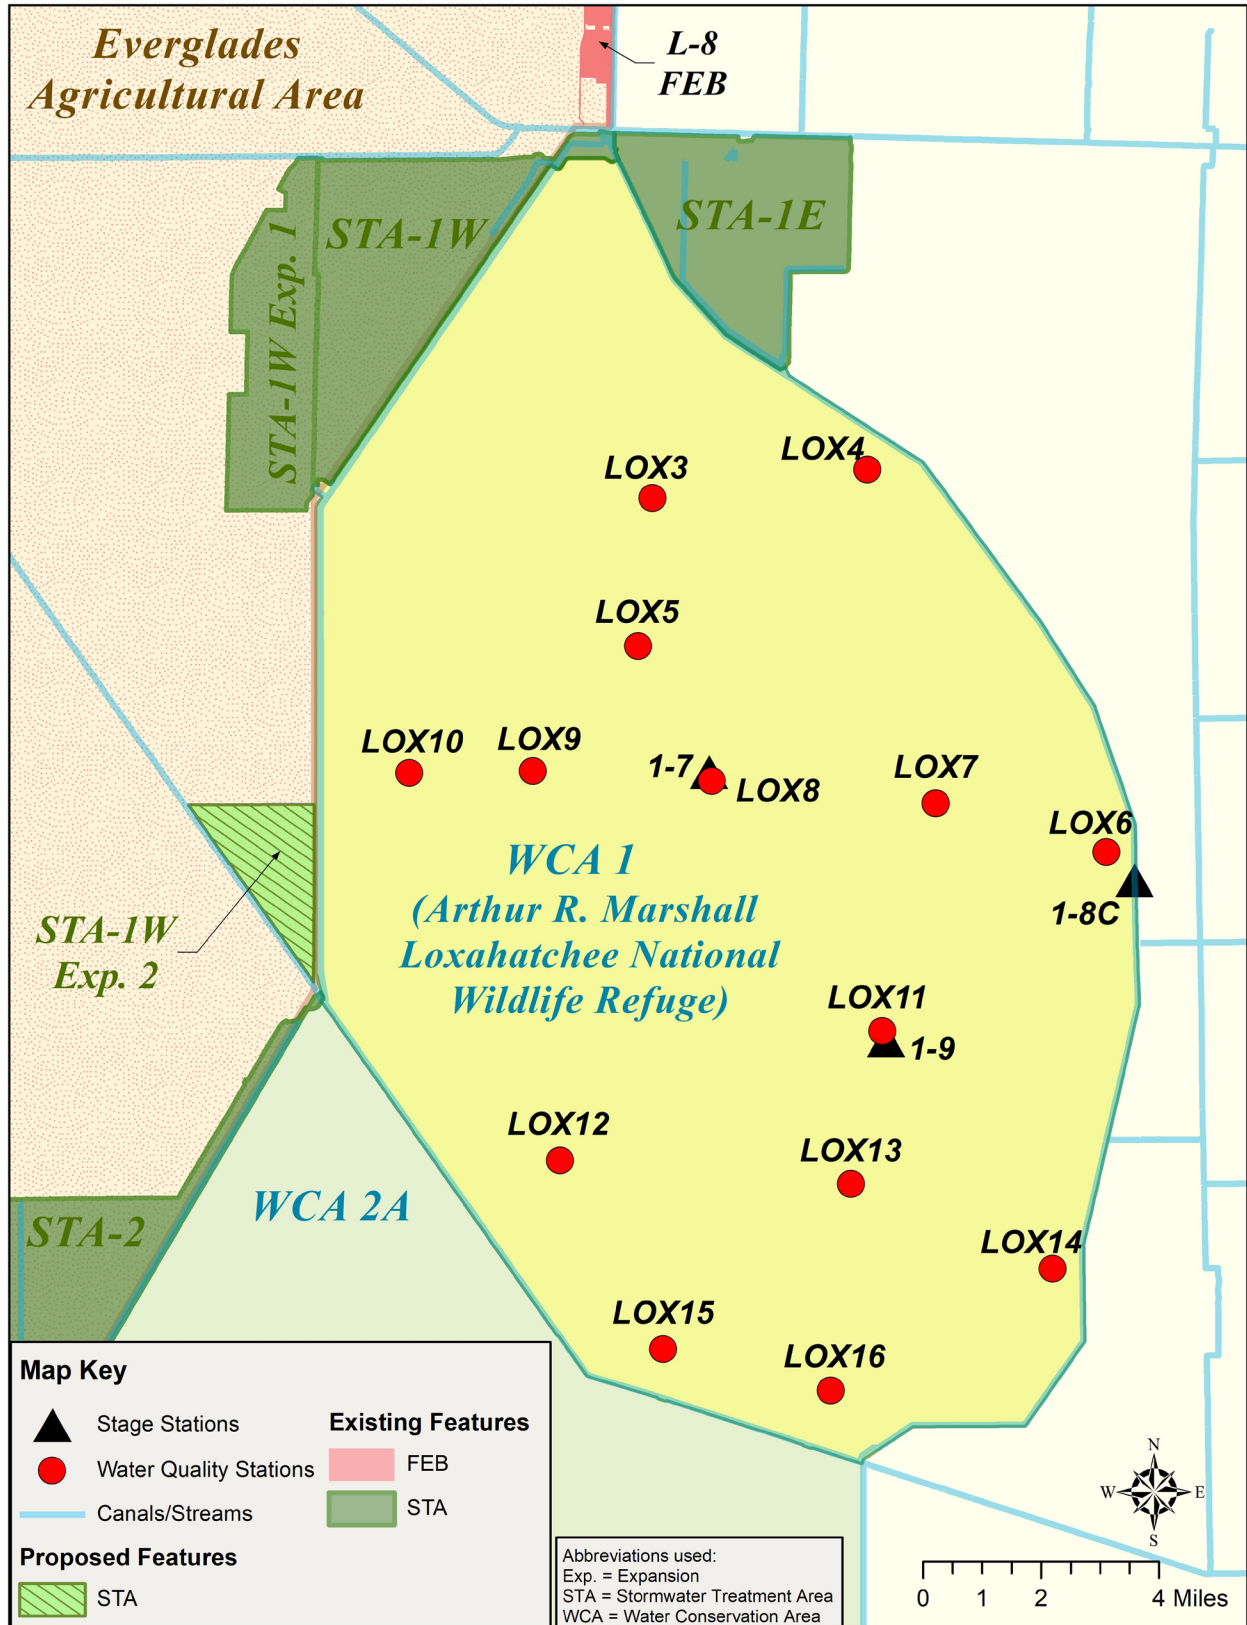 Everglades
Agricultural Area
L-8
FEB
STA-1W
STA-1E
STA-1W Exp. 1
LOX3
LOX4
LOX5
LOX10
LOX9
1-7
LOX8
LOX7
LOX6
1-8C
WCA 1
(Arthur R. Marshall
Loxahatchee National
Wildlife Refuge)
STA-1W
Exp. 2
LOX11
1-9
LOX12
LOX13
WCA 2A
STA-2
LOX14
LOX15
LOX16
Map Key
Stage Stations
Water Quality Stations
Canals/Streams
Proposed Features
STA
Existing Features
FEB
STA
Abbreviations used:
Exp. = Expansion
STA = Stormwater Treatment Area
WCA = Water Conservation Area
N
W E
S
0 1 2 4 Miles